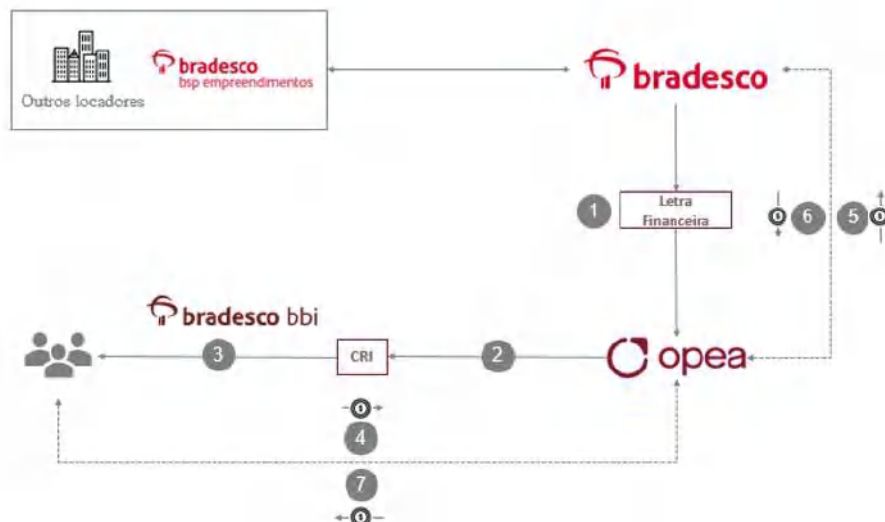 bradesco
bsp empreendimentos
Outros locadores
bradesco
1
Letra
Financeira
6
5
bradesco bbi
3
CRI
2
opea
4
7